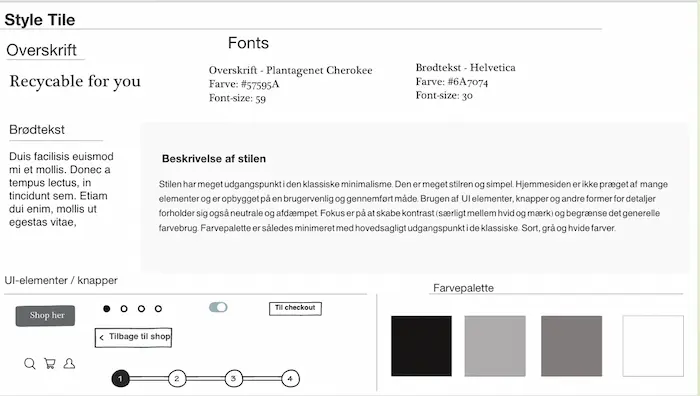 Style Tile
Overskrift
Recycable for you
Fonts
Overskrift - Plantagenet Cherokee
Farve: #57595A
Font-size: 59
Brødtekst - Helvetica
Farve: #6A7074
Font-size: 30
Brødtekst
Duis facilisis euismod
mi et mollis. Donec a
tempus lectus, in
tincidunt sem. Etiam
dui enim, mollis ut
egestas vitae,
Beskrivelse af stilen
Stilen har meget udgangspunkt i den klassiske minimalisme. Den er meget stilren og simpel. Hjemmesiden er ikke præget af mange
elementer og er opbygget på en brugervenlig og gennemført måde. Brugen af UI elementer, knapper og andre former for detaljer
forholder sig også neutrale og afdæmpet. Fokus er på at skabe kontrast (særligt mellem hvid og mærk) og begrænse det generelle
farvebrug. Farvepalette er således minimeret med hovedsagligt udgangspunkt i de klassiske. Sort, grå og hvide farver.
UI-elementer / knapper
Shop her
Til checkout
< Tilbage til shop
1 2 3 4
Farvepalette